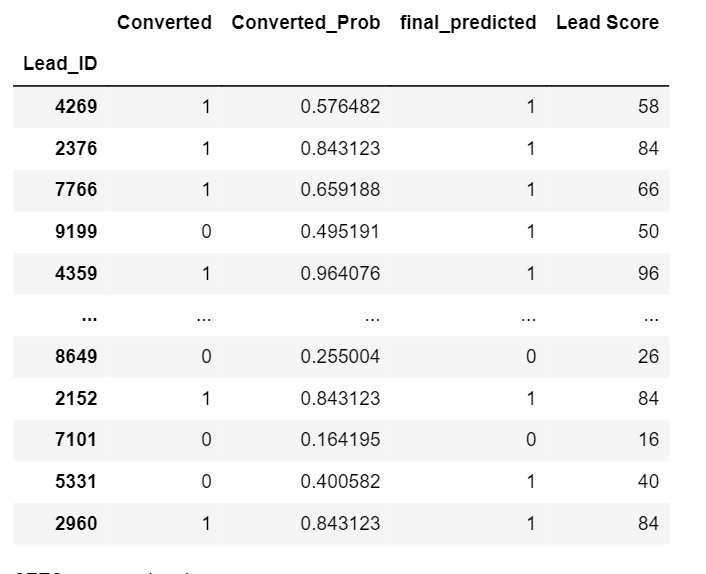 Converted Converted_Prob final_predicted Lead Score
Lead_ID
4269 1 0.576482 1 58
2376 1 0.843123 1 84
7766 1 0.659188 1 66
9199 0 0.495191 1 50
4359 1 0.964076 1 96
... ... ... ... ...
8649 0 0.255004 0 26
2152 1 0.843123 1 84
7101 0 0.164195 0 16
5331 0 0.400582 1 40
2960 1 0.843123 1 84